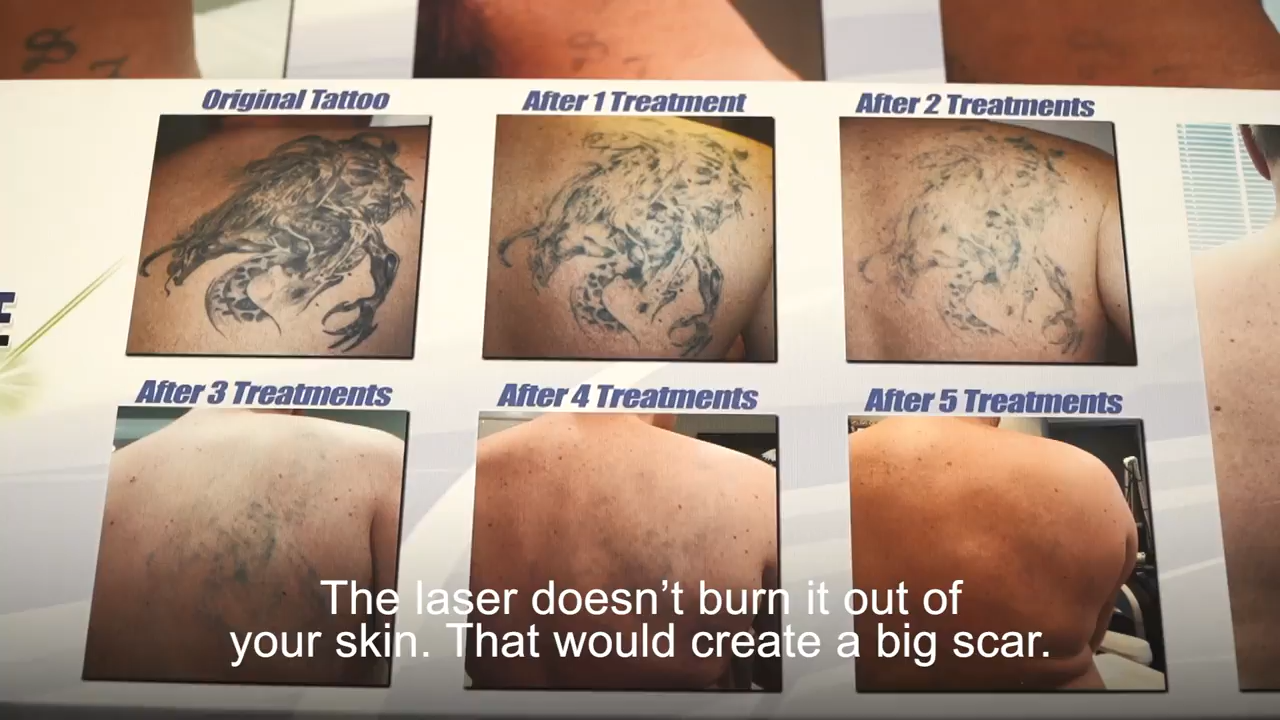 Original Tattoo
After 1 Treatment
After 2 Treatments
After 3 Treatments
After 4 Treatments
After 5 Treatments
The laser doesn’t burn it out of
your skin. That would create a big scar.